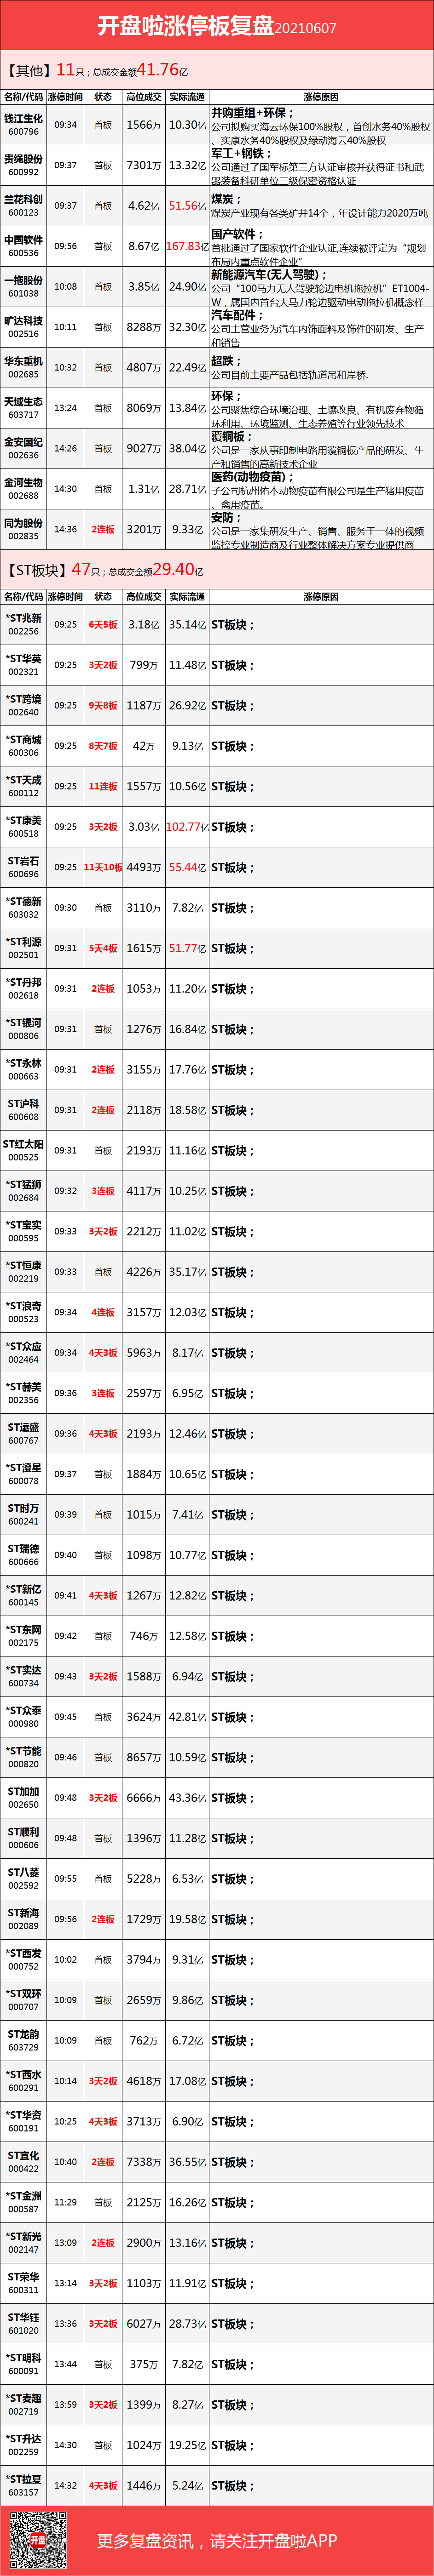 开盘啦涨停板复盘20210607
【其他】11只；总成交金额41.76亿
名称/代码 涨停时间 状态 高位成交 实际流通 涨停原因
钱江生化 600796 09:34 首板 1566万 10.30亿 并购重组+环保；
公司拟购买海云环保100%股权，首创水务40%股权
、实康水务40%股权及绿动海云40%股权
贵绳股份 600992 09:37 首板 7301万 13.32亿 军工+钢铁；
公司通过了国军标第三方认证审核并获得证书和武
器装备科研单位三级保密资格认证
兰花科创 600123 09:37 首板 4.62亿 51.56亿 煤炭；
煤炭产业现有各类矿井14个，年设计能力2020万吨
中国软件 600536 09:56 首板 8.67亿 167.83亿 国产软件；
首批通过了国家软件企业认证,连续被评定为“规划
布局内重点软件企业”
一拖股份 601038 10:08 首板 3.85亿 24.90亿 新能源汽车(无人驾驶)；
公司“100马力无人驾驶轮边电机拖拉机”ET1004-
W，属国内首台大马力轮边驱动电动拖拉机概念样
旷达科技 002516 10:11 首板 8288万 32.30亿 汽车配件；
公司主营业务为汽车内饰面料及饰件的研发、生产
和销售
华东重机 002685 10:32 首板 4807万 22.49亿 超跌；
公司目前主要产品包括轨道吊和岸桥.
天域生态 603717 13:24 首板 8069万 13.84亿 环保；
公司聚焦综合环境治理、土壤改良、有机废弃物循
环利用、环境监测、生态养殖等行业领先技术
金安国纪 002636 14:26 首板 9027万 38.04亿 覆铜板；
公司是一家从事印制电路用覆铜板产品的研发、生
产和销售的高新技术企业
金河生物 002688 14:30 首板 1.31亿 28.71亿 医药(动物疫苗)；
子公司杭州佑本动物疫苗有限公司是生产猪用疫苗
、禽用疫苗。
同为股份 002835 14:36 2连板 3201万 9.33亿 安防；
公司是一家集研发生产、销售、服务于一体的视频
监控专业制造商及行业整体解决方案专业提供商
【ST板块】47只；总成交金额29.40亿
名称/代码 涨停时间 状态 高位成交 实际流通 涨停原因
*ST兆新 002256 09:25 6天5板 3.18亿 35.14亿 ST板块；
*ST华英 002321 09:25 3天2板 799万 11.48亿 ST板块；
*ST跨境 002640 09:25 9天8板 1187万 26.92亿 ST板块；
*ST商城 600306 09:25 8天7板 42万 9.13亿 ST板块；
*ST天成 600112 09:25 11连板 1557万 10.56亿 ST板块；
*ST康美 600518 09:25 3天2板 3.03亿 102.77亿 ST板块；
ST岩石 600696 09:25 11天10板 4493万 55.44亿 ST板块；
*ST德新 603032 09:30 首板 3110万 7.82亿 ST板块；
*ST利源 002501 09:31 5天4板 1615万 51.77亿 ST板块；
*ST丹邦 002618 09:31 2连板 1053万 11.20亿 ST板块；
*ST银河 000806 09:31 首板 1276万 16.84亿 ST板块；
*ST永林 000663 09:31 2连板 3155万 17.76亿 ST板块；
ST沪科 600608 09:31 2连板 2118万 18.58亿 ST板块；
ST红太阳 000525 09:31 首板 2193万 11.16亿 ST板块；
*ST猛狮 002684 09:32 3连板 4117万 10.25亿 ST板块；
*ST宝实 000595 09:33 3天2板 2212万 11.02亿 ST板块；
*ST恒康 002219 09:33 首板 4226万 35.17亿 ST板块；
*ST浪奇 000523 09:34 4连板 3157万 12.03亿 ST板块；
*ST众应 002464 09:34 4天3板 5963万 8.17亿 ST板块；
*ST赫美 002356 09:36 3连板 2597万 6.95亿 ST板块；
ST运盛 600767 09:36 4天3板 2193万 12.46亿 ST板块；
*ST澄星 600078 09:37 首板 1884万 10.65亿 ST板块；
ST时万 600241 09:39 首板 1015万 7.41亿 ST板块；
ST瑞德 600666 09:40 首板 1098万 10.77亿 ST板块；
*ST新亿 600145 09:41 4天3板 1267万 12.82亿 ST板块；
*ST东网 002175 09:42 首板 746万 12.58亿 ST板块；
*ST实达 600734 09:43 3天2板 1588万 6.94亿 ST板块；
*ST众泰 000980 09:45 首板 3624万 42.81亿 ST板块；
*ST节能 000820 09:46 首板 8657万 10.59亿 ST板块；
ST加加 002650 09:48 3天2板 6666万 43.36亿 ST板块；
ST顺利 000606 09:48 首板 1396万 11.28亿 ST板块；
ST八菱 002592 09:55 首板 5228万 6.53亿 ST板块；
ST新海 002089 09:56 2连板 1729万 19.58亿 ST板块；
*ST西发 000752 10:02 首板 3794万 9.31亿 ST板块；
*ST双环 000707 10:09 首板 2659万 9.86亿 ST板块；
ST龙韵 603729 10:09 首板 762万 6.72亿 ST板块；
*ST西水 600291 10:14 3天2板 4618万 17.08亿 ST板块；
*ST华资 600191 10:25 4天3板 3713万 6.90亿 ST板块；
ST宜化 000422 10:40 2连板 7338万 36.55亿 ST板块；
*ST金洲 000587 11:29 首板 2125万 16.26亿 ST板块；
*ST新光 002147 13:09 2连板 2900万 13.16亿 ST板块；
ST荣华 600311 13:14 3天2板 1103万 11.91亿 ST板块；
ST华钰 601020 13:36 3天2板 6027万 28.73亿 ST板块；
*ST明科 600091 13:44 首板 375万 7.82亿 ST板块；
*ST麦趣 002719 13:59 3天2板 1399万 8.27亿 ST板块；
*ST升达 002259 14:30 首板 1024万 19.25亿 ST板块；
*ST拉夏 603157 14:32 4天3板 1446万 5.24亿 ST板块；
开盘
更多复盘资讯，请关注开盘啦APP